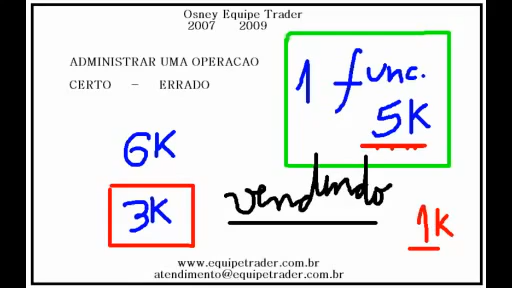 Osney Equipe Trader
2007 2009
ADMINISTRAR UMA OPERACAO
CERTO - ERRADO
1 func.
5K
6K
3K
vendendo
1K
www.equipetrader.com.br
atendimento@equipetrader.com.br